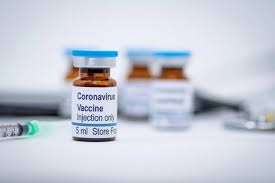 Coronavirus
Vaccine
Injection only
5 ml Store